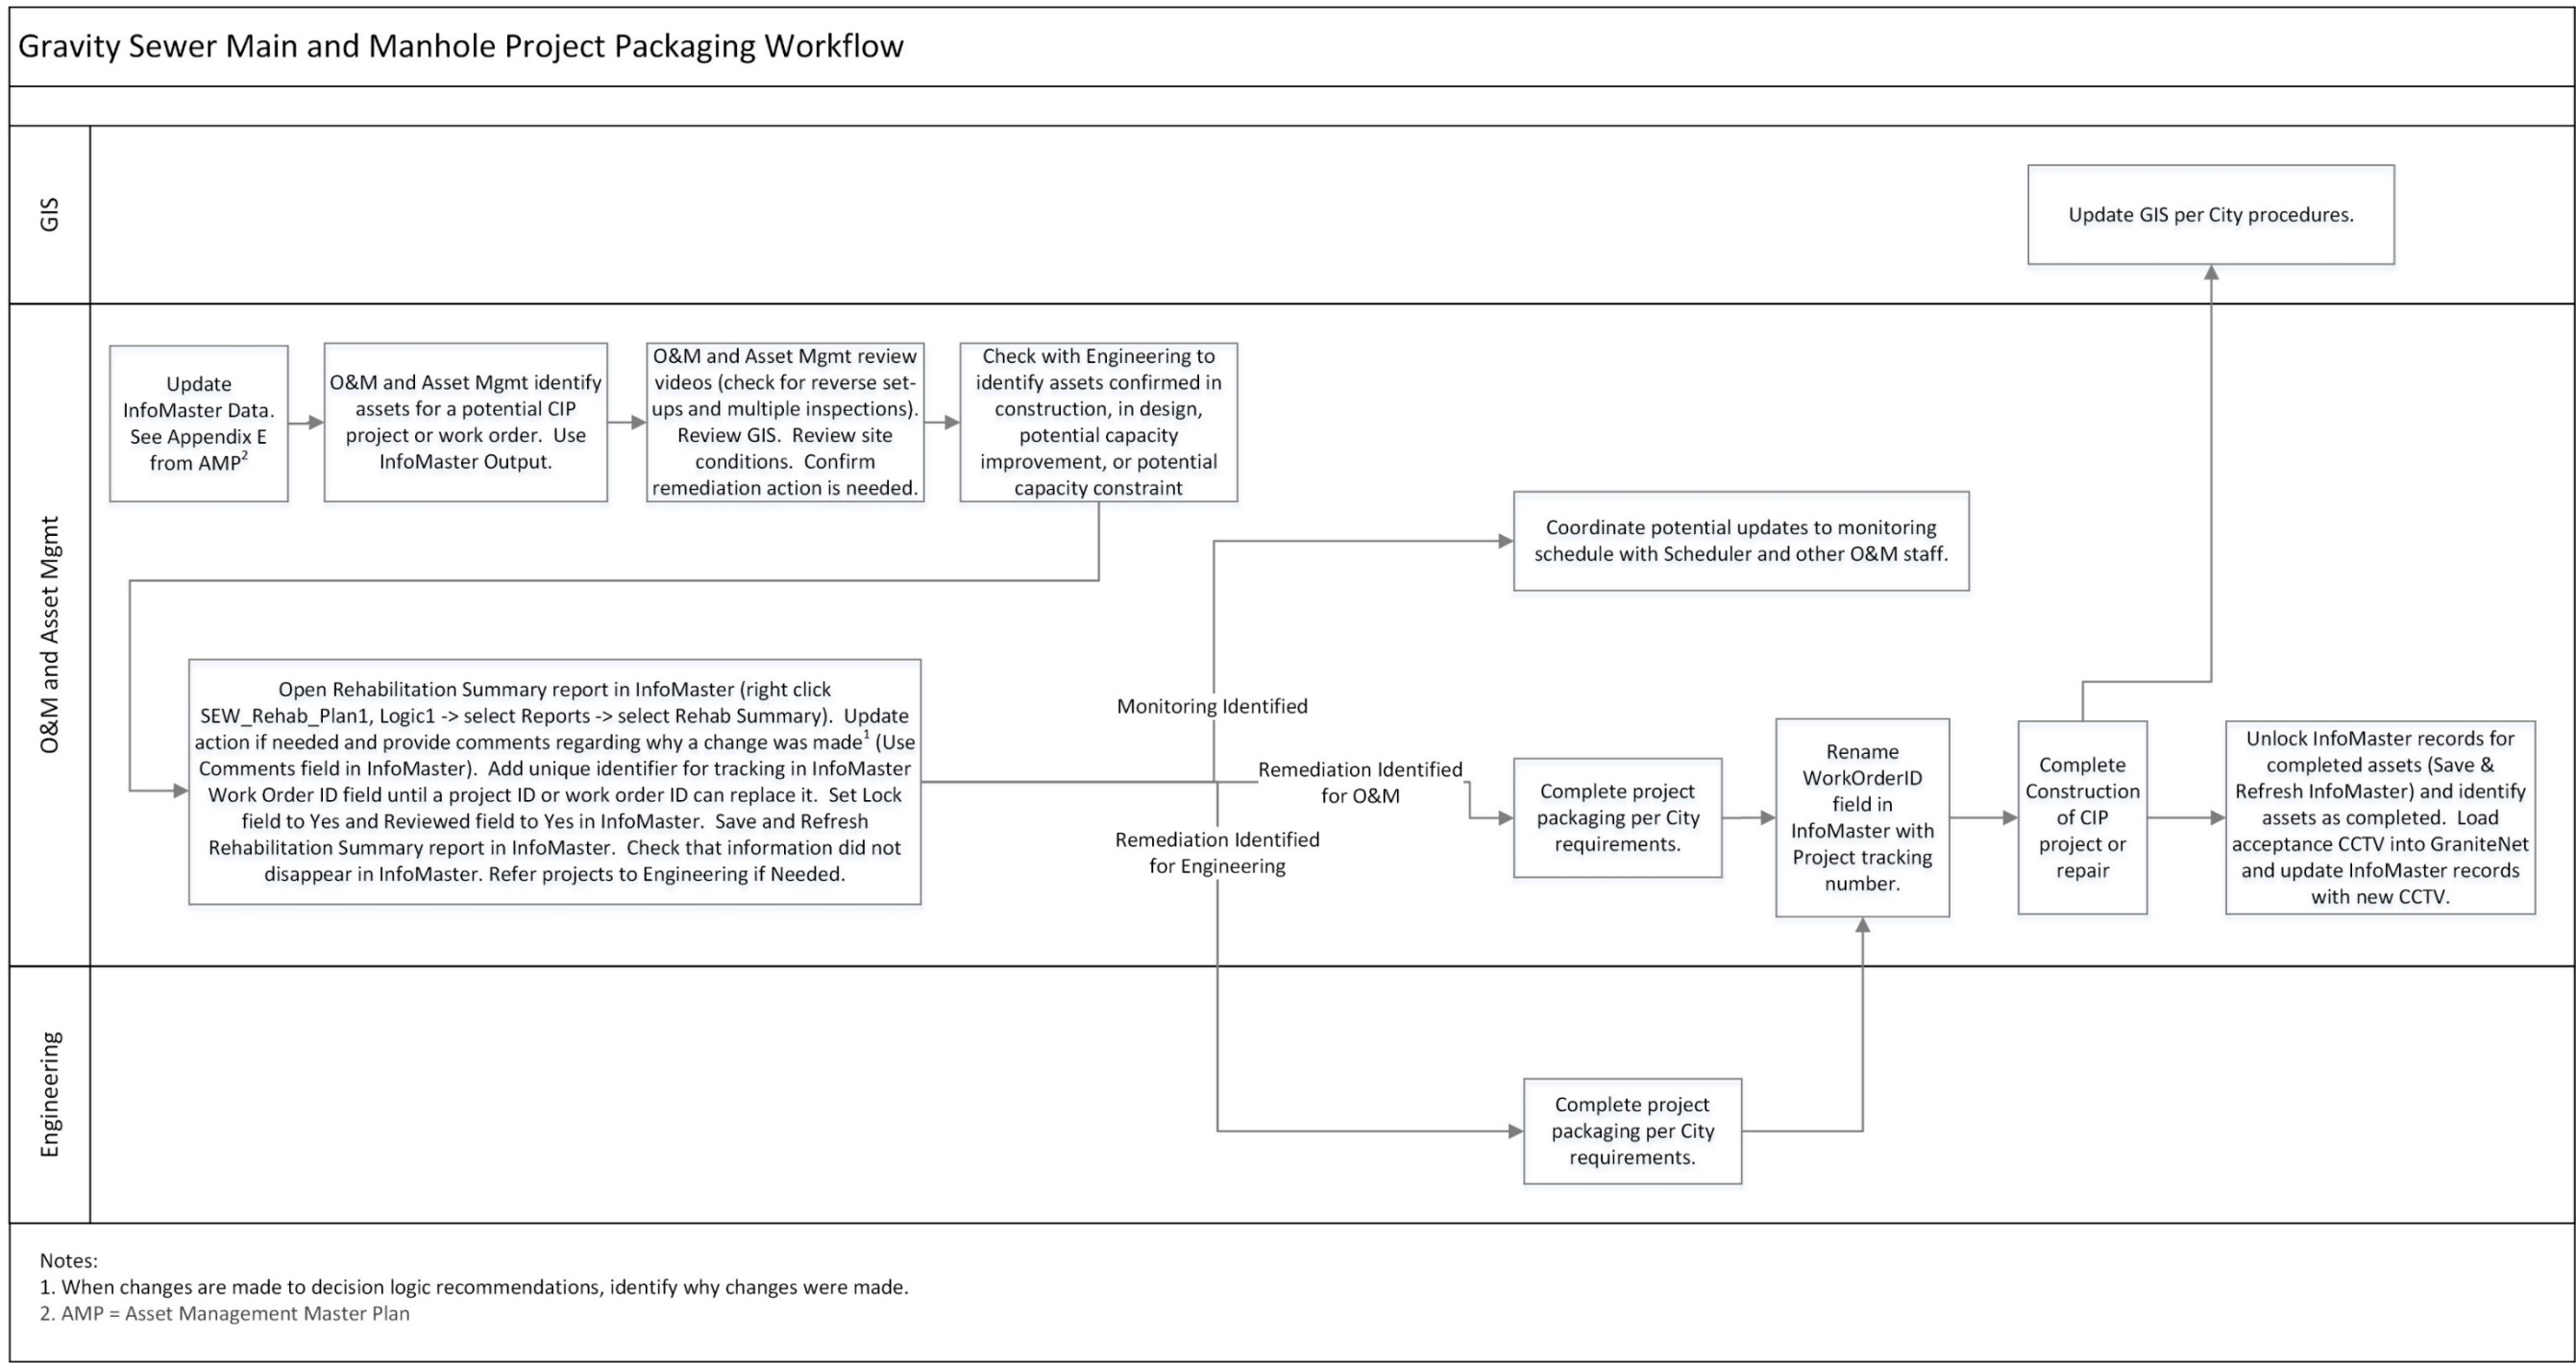 Gravity Sewer Main and Manhole Project Packaging Workflow
GIS
Update GIS per City procedures.
O&M and Asset Mgmt
Update
InfoMaster Data.
See Appendix E
from AMP2
O&M and Asset Mgmt identify
assets for a potential CIP
project or work order.  Use
InfoMaster Output.
O&M and Asset Mgmt review
videos (check for reverse set-
ups and multiple inspections).
Review GIS.  Review site
conditions.  Confirm
remediation action is needed.
Check with Engineering to
identify assets confirmed in
construction, in design,
potential capacity
improvement, or potential
capacity constraint
Open Rehabilitation Summary report in InfoMaster (right click
SEW_Rehab_Plan1, Logic1 -> select Reports -> select Rehab Summary).  Update
action if needed and provide comments regarding why a change was made1 (Use
Comments field in InfoMaster).  Add unique identifier for tracking in InfoMaster
Work Order ID field until a project ID or work order ID can replace it.  Set Lock
field to Yes and Reviewed field to Yes in InfoMaster.  Save and Refresh
Rehabilitation Summary report in InfoMaster.  Check that information did not
disappear in InfoMaster. Refer projects to Engineering if Needed.
Monitoring Identified
Coordinate potential updates to monitoring
schedule with Scheduler and other O&M staff.
Remediation Identified
for O&M
Remediation Identified
for Engineering
Complete project
packaging per City
requirements.
Rename
WorkOrderID
field in
InfoMaster with
Project tracking
number.
Complete
Construction
of CIP
project or
repair
Unlock InfoMaster records for
completed assets (Save &
Refresh InfoMaster) and identify
assets as completed.  Load
acceptance CCTV into GraniteNet
and update InfoMaster records
with new CCTV.
Engineering
Complete project
packaging per City
requirements.
Notes:
1. When changes are made to decision logic recommendations, identify why changes were made.
2. AMP = Asset Management Master Plan